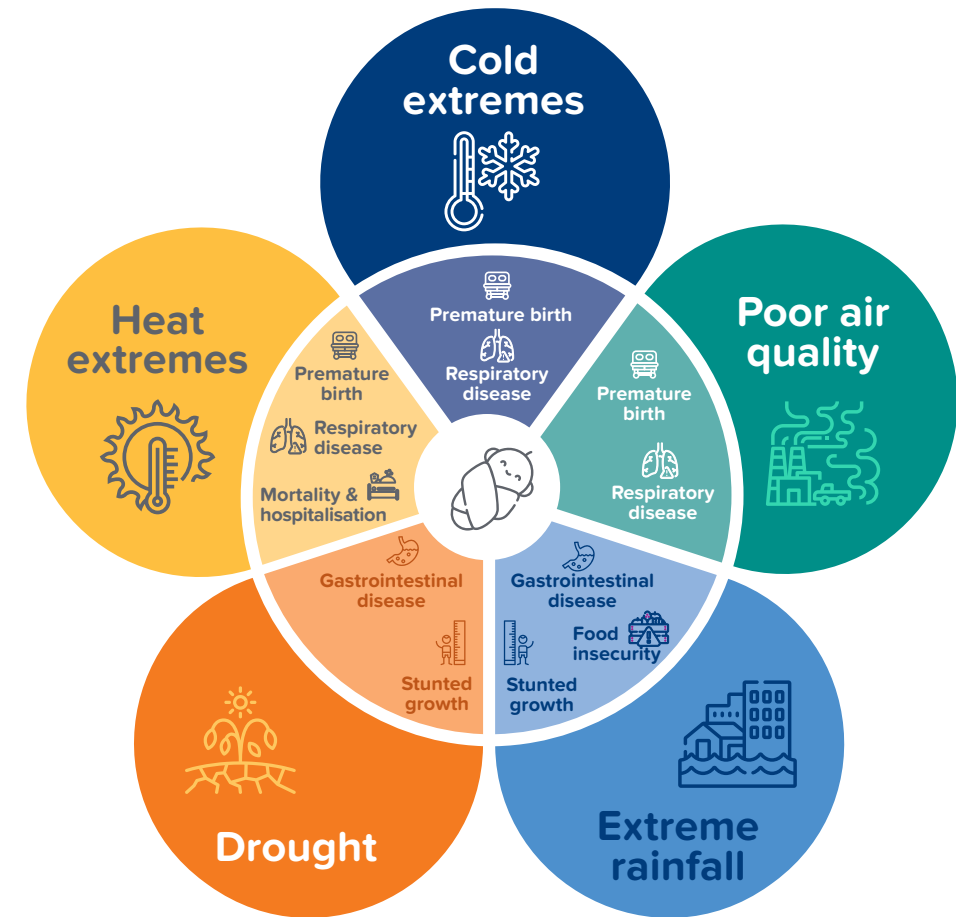 Cold
extremes
Premature birth
Respiratory
disease
Poor air
quality
Premature
birth
Respiratory
disease
Extreme
rainfall
Gastrointestinal
disease
Food
insecurity
Stunted
growth
Drought
Gastrointestinal
disease
Stunted
growth
Heat
extremes
Premature
birth
Respiratory
disease
Mortality &
hospitalisation